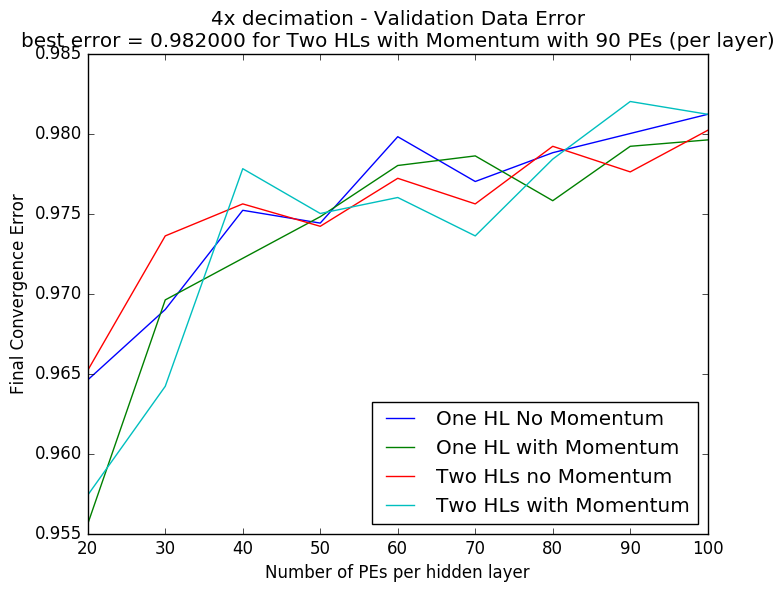 4x decimation - Validation Data Error
best error = 0.982000 for Two HLs with Momentum with 90 PEs (per layer)
0.985
0.980
0.975
0.970
0.965
0.960
0.955
Final Convergence Error
One HL No Momentum
One HL with Momentum
Two HLs no Momentum
Two HLs with Momentum
20 30 40 50 60 70 80 90 100
Number of PEs per hidden layer